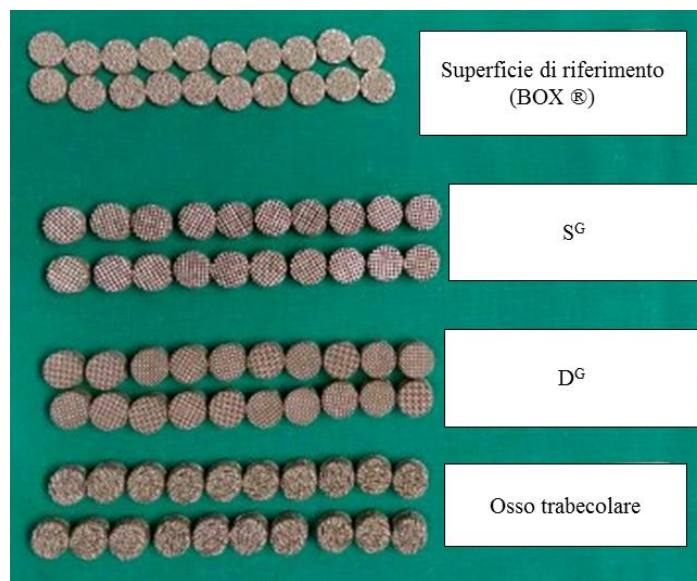 Superficie di riferimento
(BOX ®)
Sᴳ
Dᴳ
Osso trabecolare